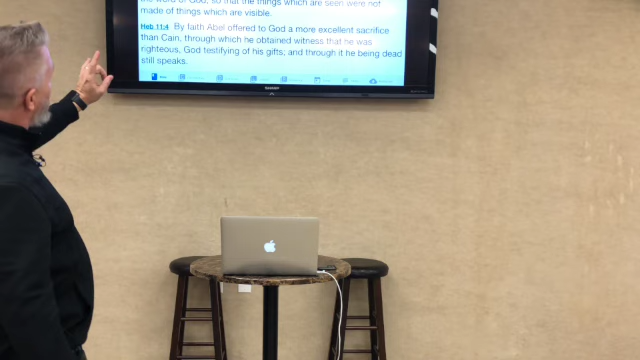 the word of God, so that the things which are seen were not
made of things which are visible.
Heb 11:4 By faith Abel offered to God a more excellent sacrifice
than Cain, through which he obtained witness that he was
righteous, God testifying of his gifts; and through it he being dead
still speaks.
SHARP